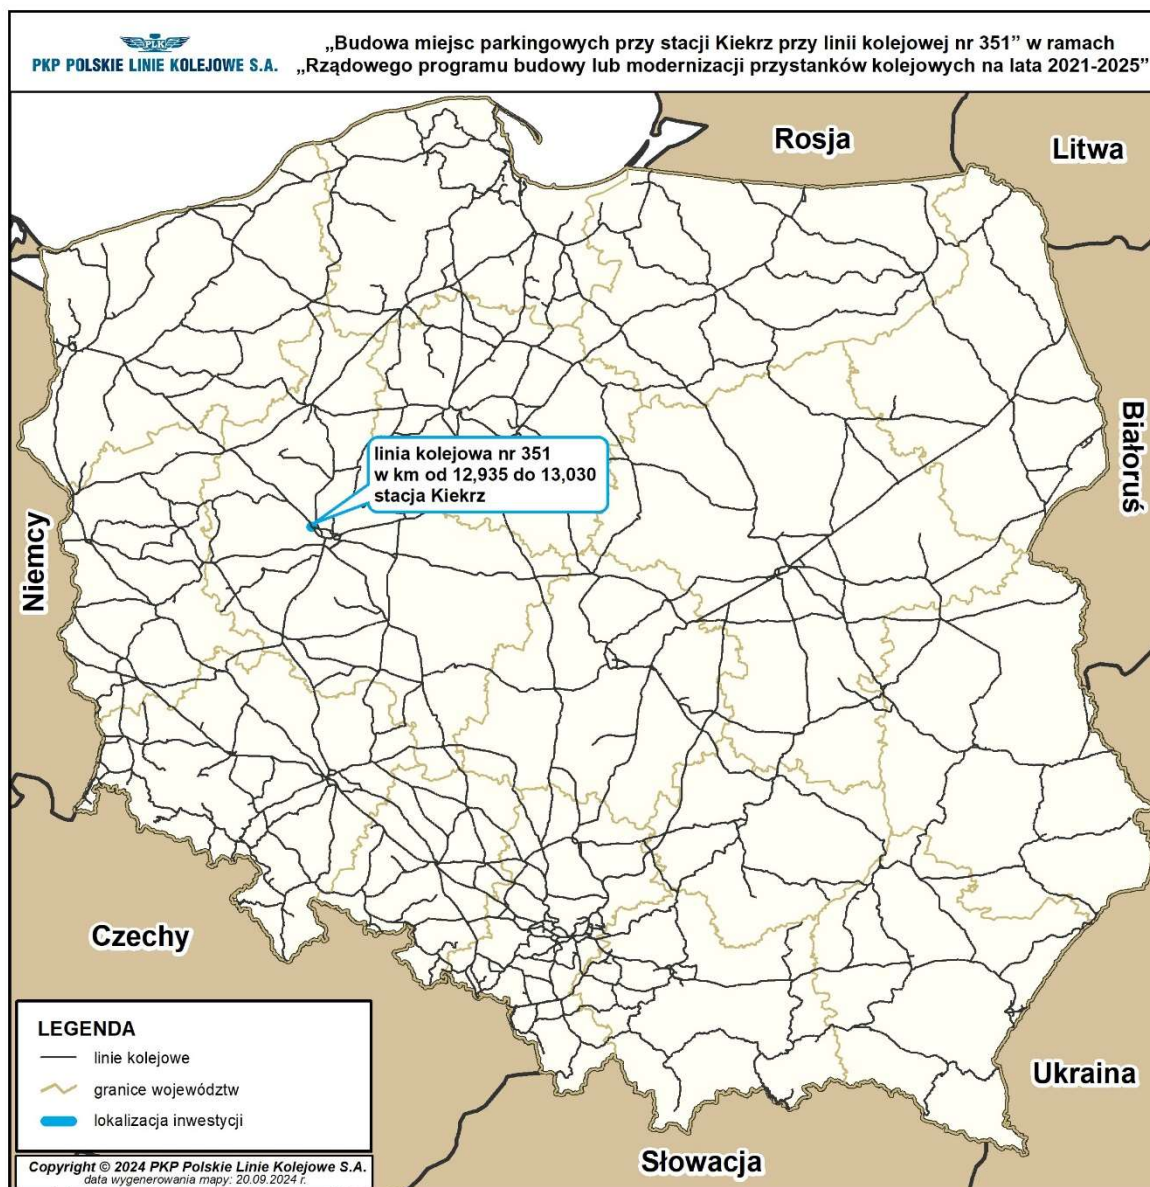 PLK
PKP POLSKIE LINIE KOLEJOWE S.A.
„Budowa miejsc parkingowych przy stacji Kiekrz przy linii kolejowej nr 351” w ramach
„Rządowego programu budowy lub modernizacji przystanków kolejowych na lata 2021-2025”
Rosja
Litwa
Białoruś
linia kolejowa nr 351
w km od 12,935 do 13,030
stacja Kiekrz
Niemcy
Czechy
LEGENDA
linie kolejowe
granice województw
lokalizacja inwestycji
Ukraina
Słowacja
Copyright © 2024 PKP Polskie Linie Kolejowe S.A.
data wygenerowania mapy: 20.09.2024 r.